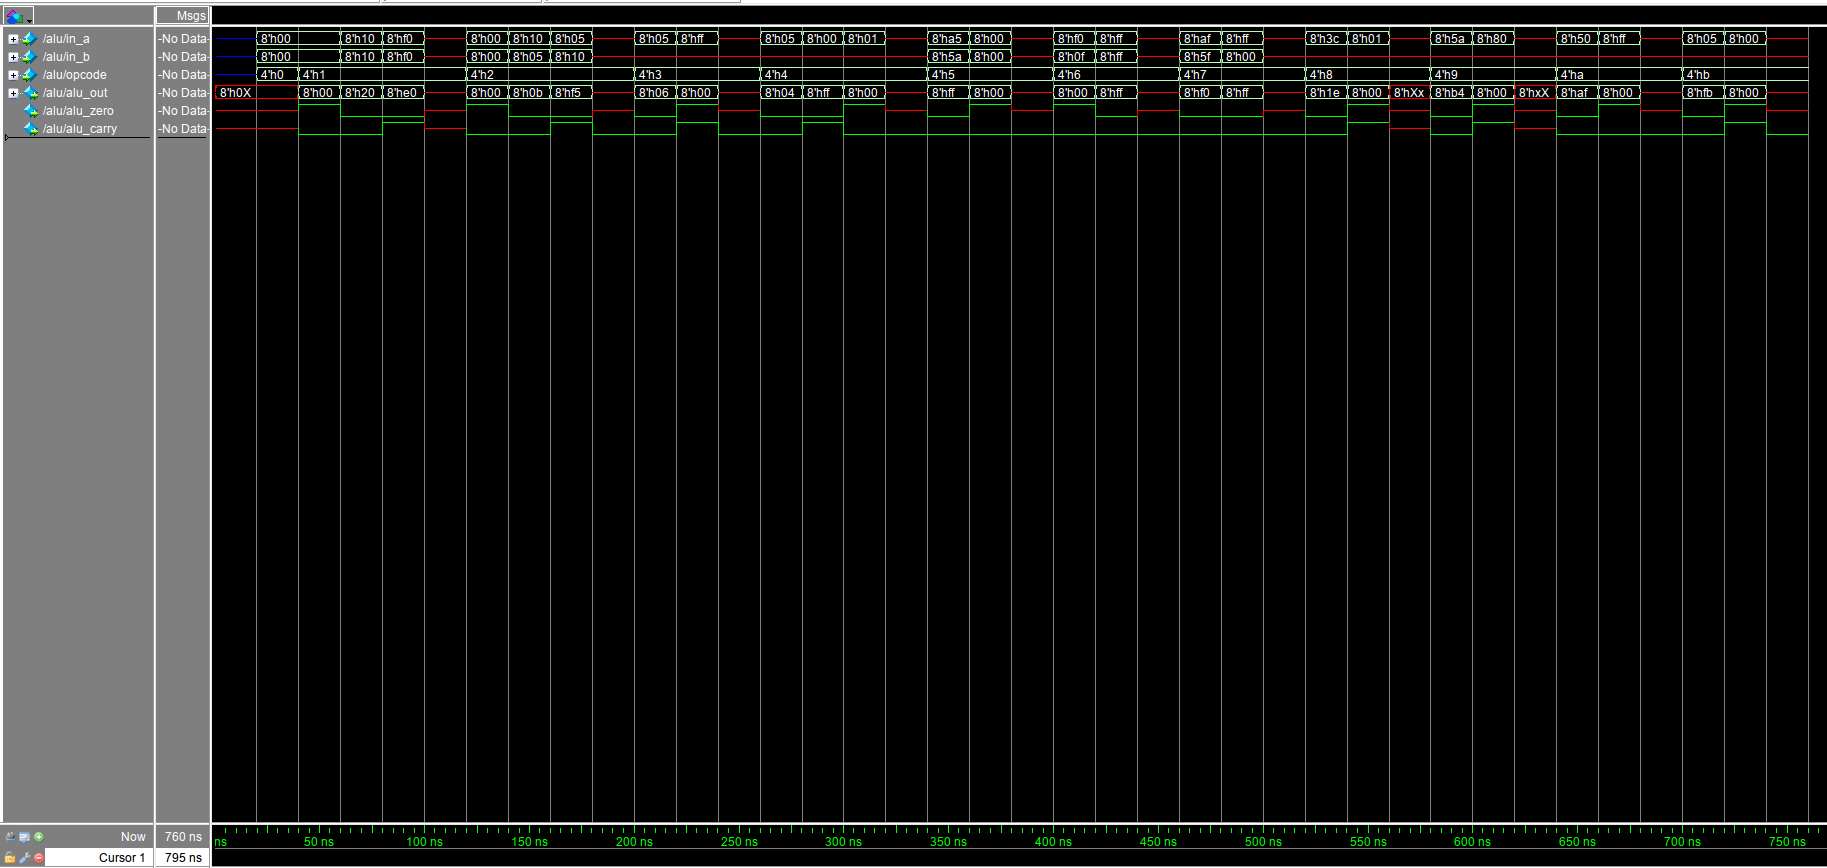 Msgs
/alu/in_a -No Data- 8'h00 8'h10 8'hf0 8'h00 8'h10 8'h05 8'h05 8'hff 8'h05 8'h00 8'h01 8'ha5 8'h00 8'hf0 8'hff 8'haf 8'hff 8'h3c 8'h01 8'h5a 8'h80 8'h50 8'hff 8'h05 8'h00
/alu/in_b -No Data- 8'h00 8'h10 8'hf0 8'h00 8'h05 8'h10 8'h5a 8'h00 8'h0f 8'hff 8'h5f 8'h00
/alu/opcode -No Data- 4'h0 4'h1 4'h2 4'h3 4'h4 4'h5 4'h6 4'h7 4'h8 4'h9 4'ha 4'hb
/alu/alu_out -No Data- 8'h0X 8'h00 8'h20 8'he0 8'h00 8'h0b 8'hf5 8'h06 8'h00 8'h04 8'hff 8'h00 8'hff 8'h00 8'h00 8'hff 8'hf0 8'hff 8'h1e 8'h00 8'hXx 8'hb4 8'h00 8'hxX 8'haf 8'h00 8'hfb 8'h00
/alu/alu_zero -No Data-
/alu/alu_carry -No Data-
Now 760 ns ns 50 ns 100 ns 150 ns 200 ns 250 ns 300 ns 350 ns 400 ns 450 ns 500 ns 550 ns 600 ns 650 ns 700 ns 750 ns
Cursor 1 795 ns